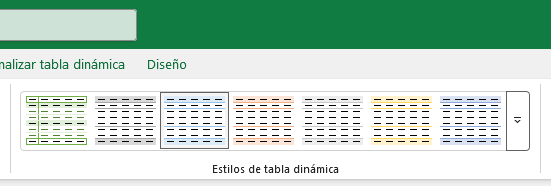 nalizar tabla dinámica Diseño
Estilos de tabla dinámica